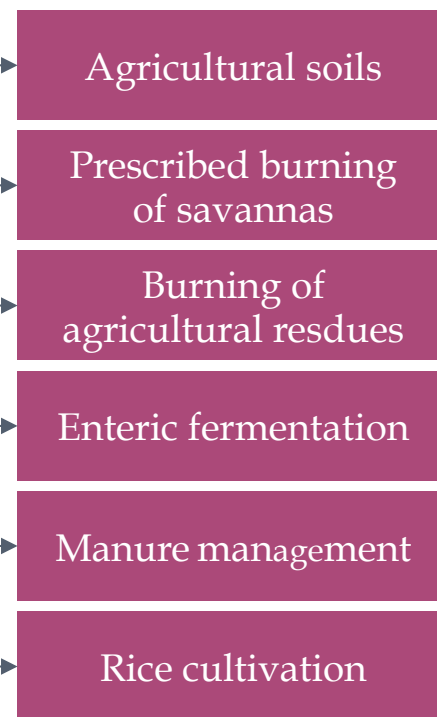 Agricultural soils
Prescribed burning
of savannas
Burning of
agricultural resdues
Enteric fermentation
Manure management
Rice cultivation